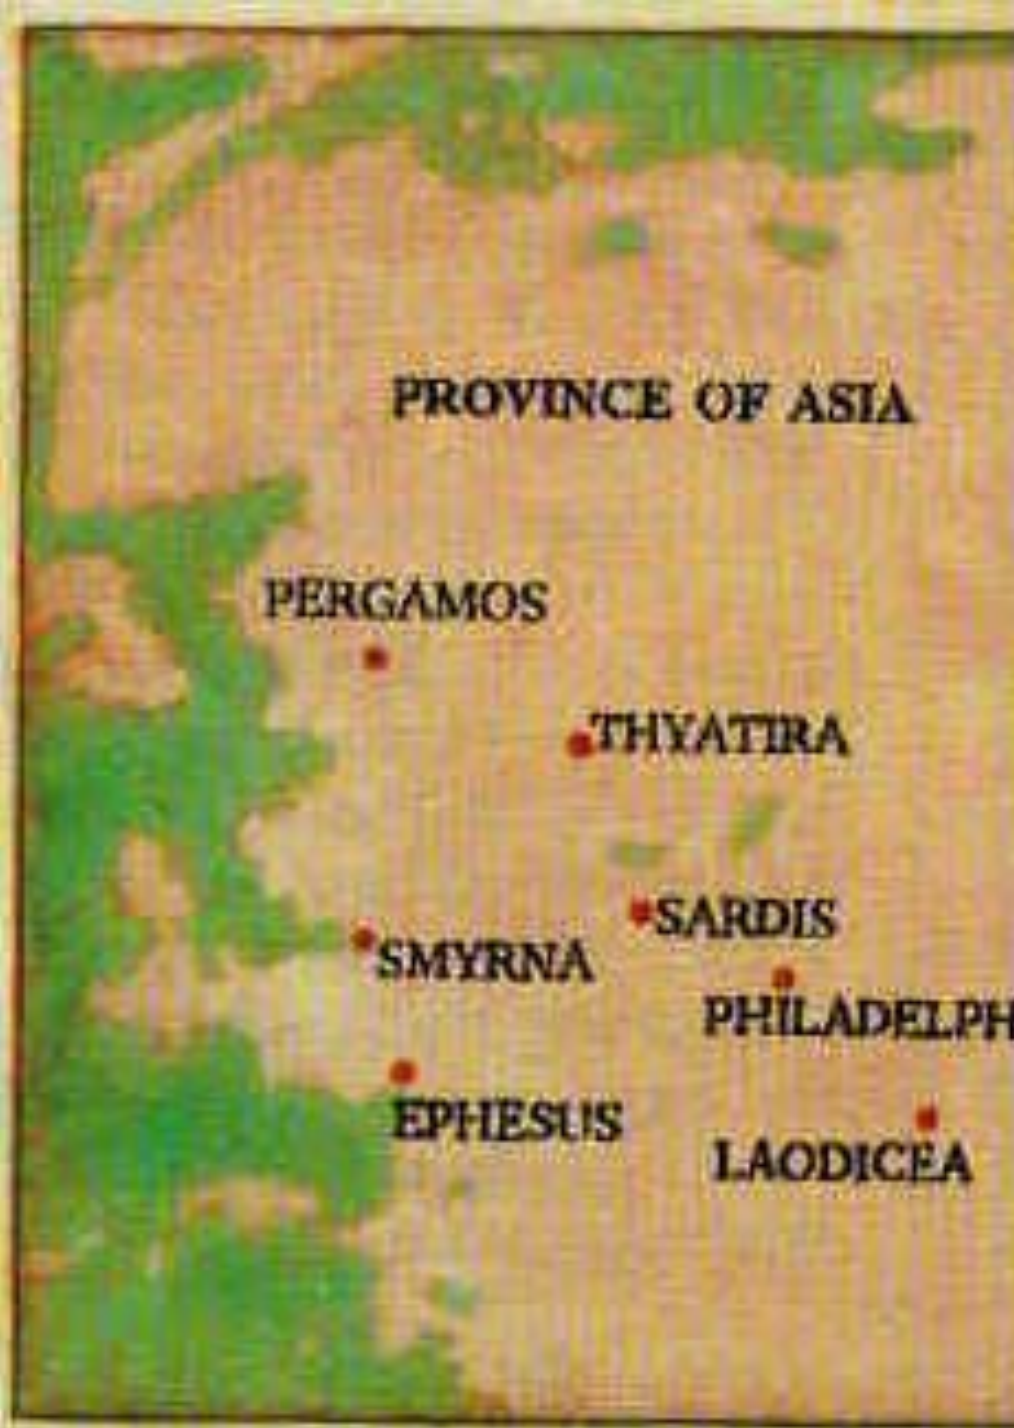 PROVINCE OF ASIA
PERGAMOS
THYATIRA
SARDIS
SMYRNA
PHILADELPH
EPHESUS
LAODICEA